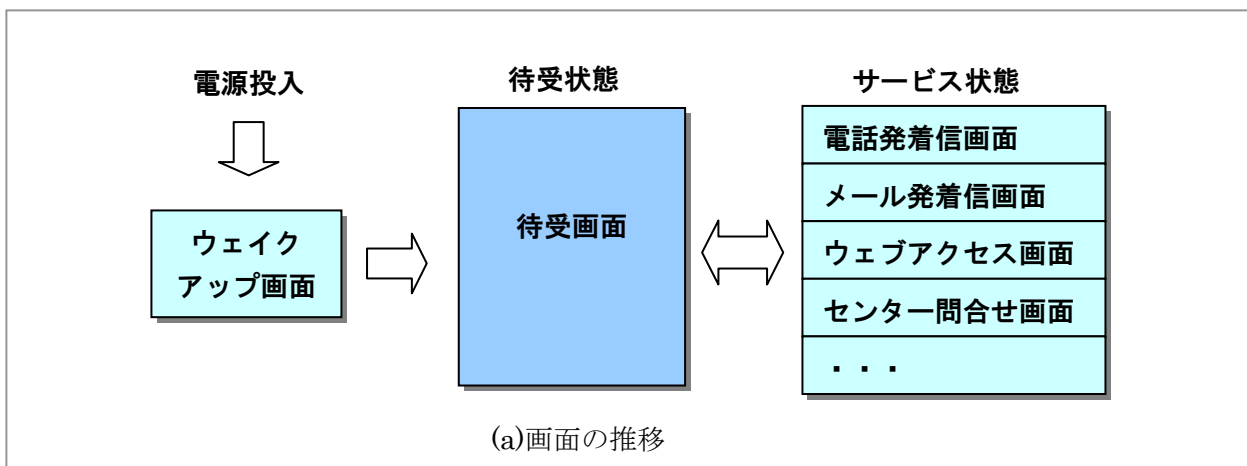 電源投入
待受状態
サービス状態
ウェイク
アップ画面
待受画面
電話発着信画面
メール発着信画面
ウェブアクセス画面
センター問合せ画面
・・・
(a)画面の推移